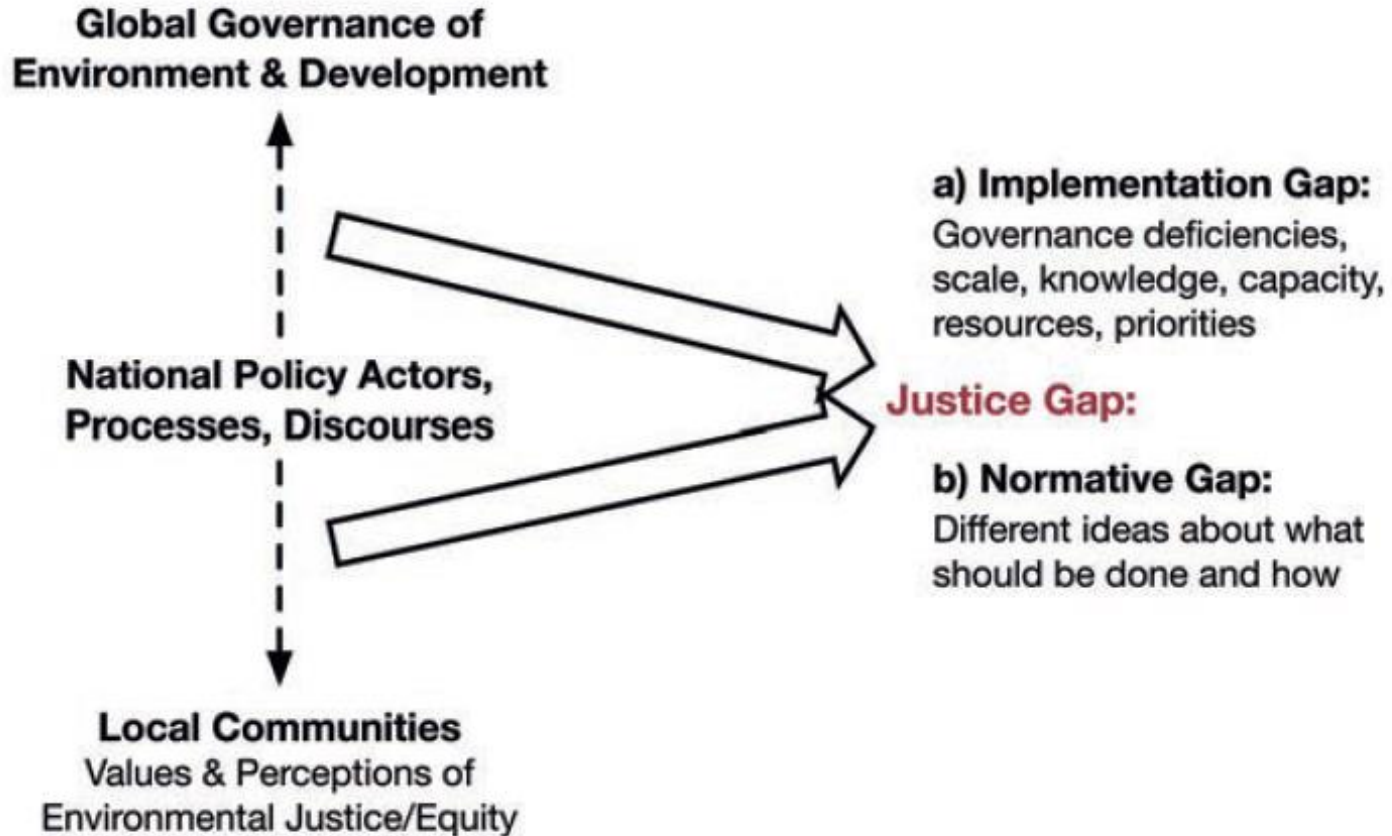 Global Governance of
Environment & Development
National Policy Actors,
Processes, Discourses
Local Communities
Values & Perceptions of
Environmental Justice/Equity
a) Implementation Gap:
Governance deficiencies,
scale, knowledge, capacity,
resources, priorities
Justice Gap:
b) Normative Gap:
Different ideas about what
should be done and how